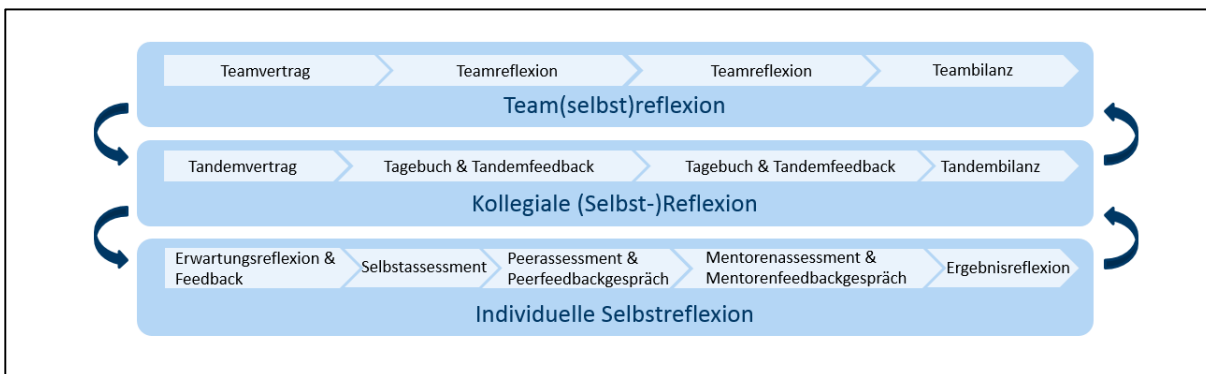 Teamvertrag
Teamreflexion
Teamreflexion
Teambilanz
Team(selbst)reflexion
Tandemvertrag
Tagebuch & Tandemfeedback
Tagebuch & Tandemfeedback
Tandembilanz
Kollegiale (Selbst-)Reflexion
Erwartungsreflexion &
Feedback
Selbstassessment
Peerassessment &
Peerfeedbackgespräch
Mentorenassessment &
Mentorenfeedbackgespräch
Ergebnisreflexion
Individuelle Selbstreflexion